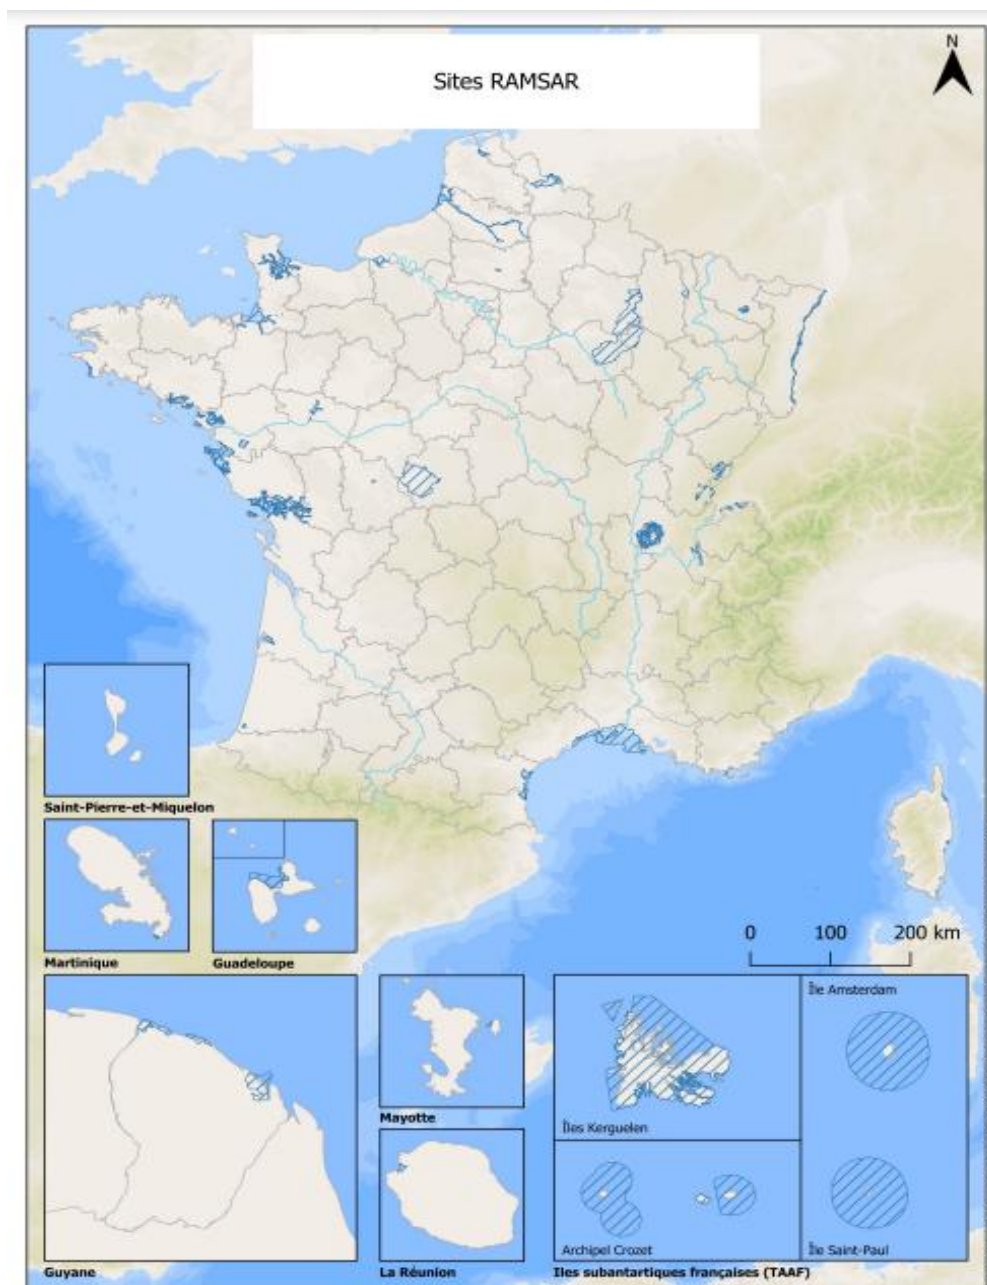 N
Sites RAMSAR
Saint-Pierre-et-Miquelon
Martinique
Guadeloupe
0 100 200 km
Île Amsterdam
Mayotte
Îles Kerguelen
Archipel Crozet
Île Saint-Paul
Guyane
La Réunion
Iles subantartiques françaises (TAAF)